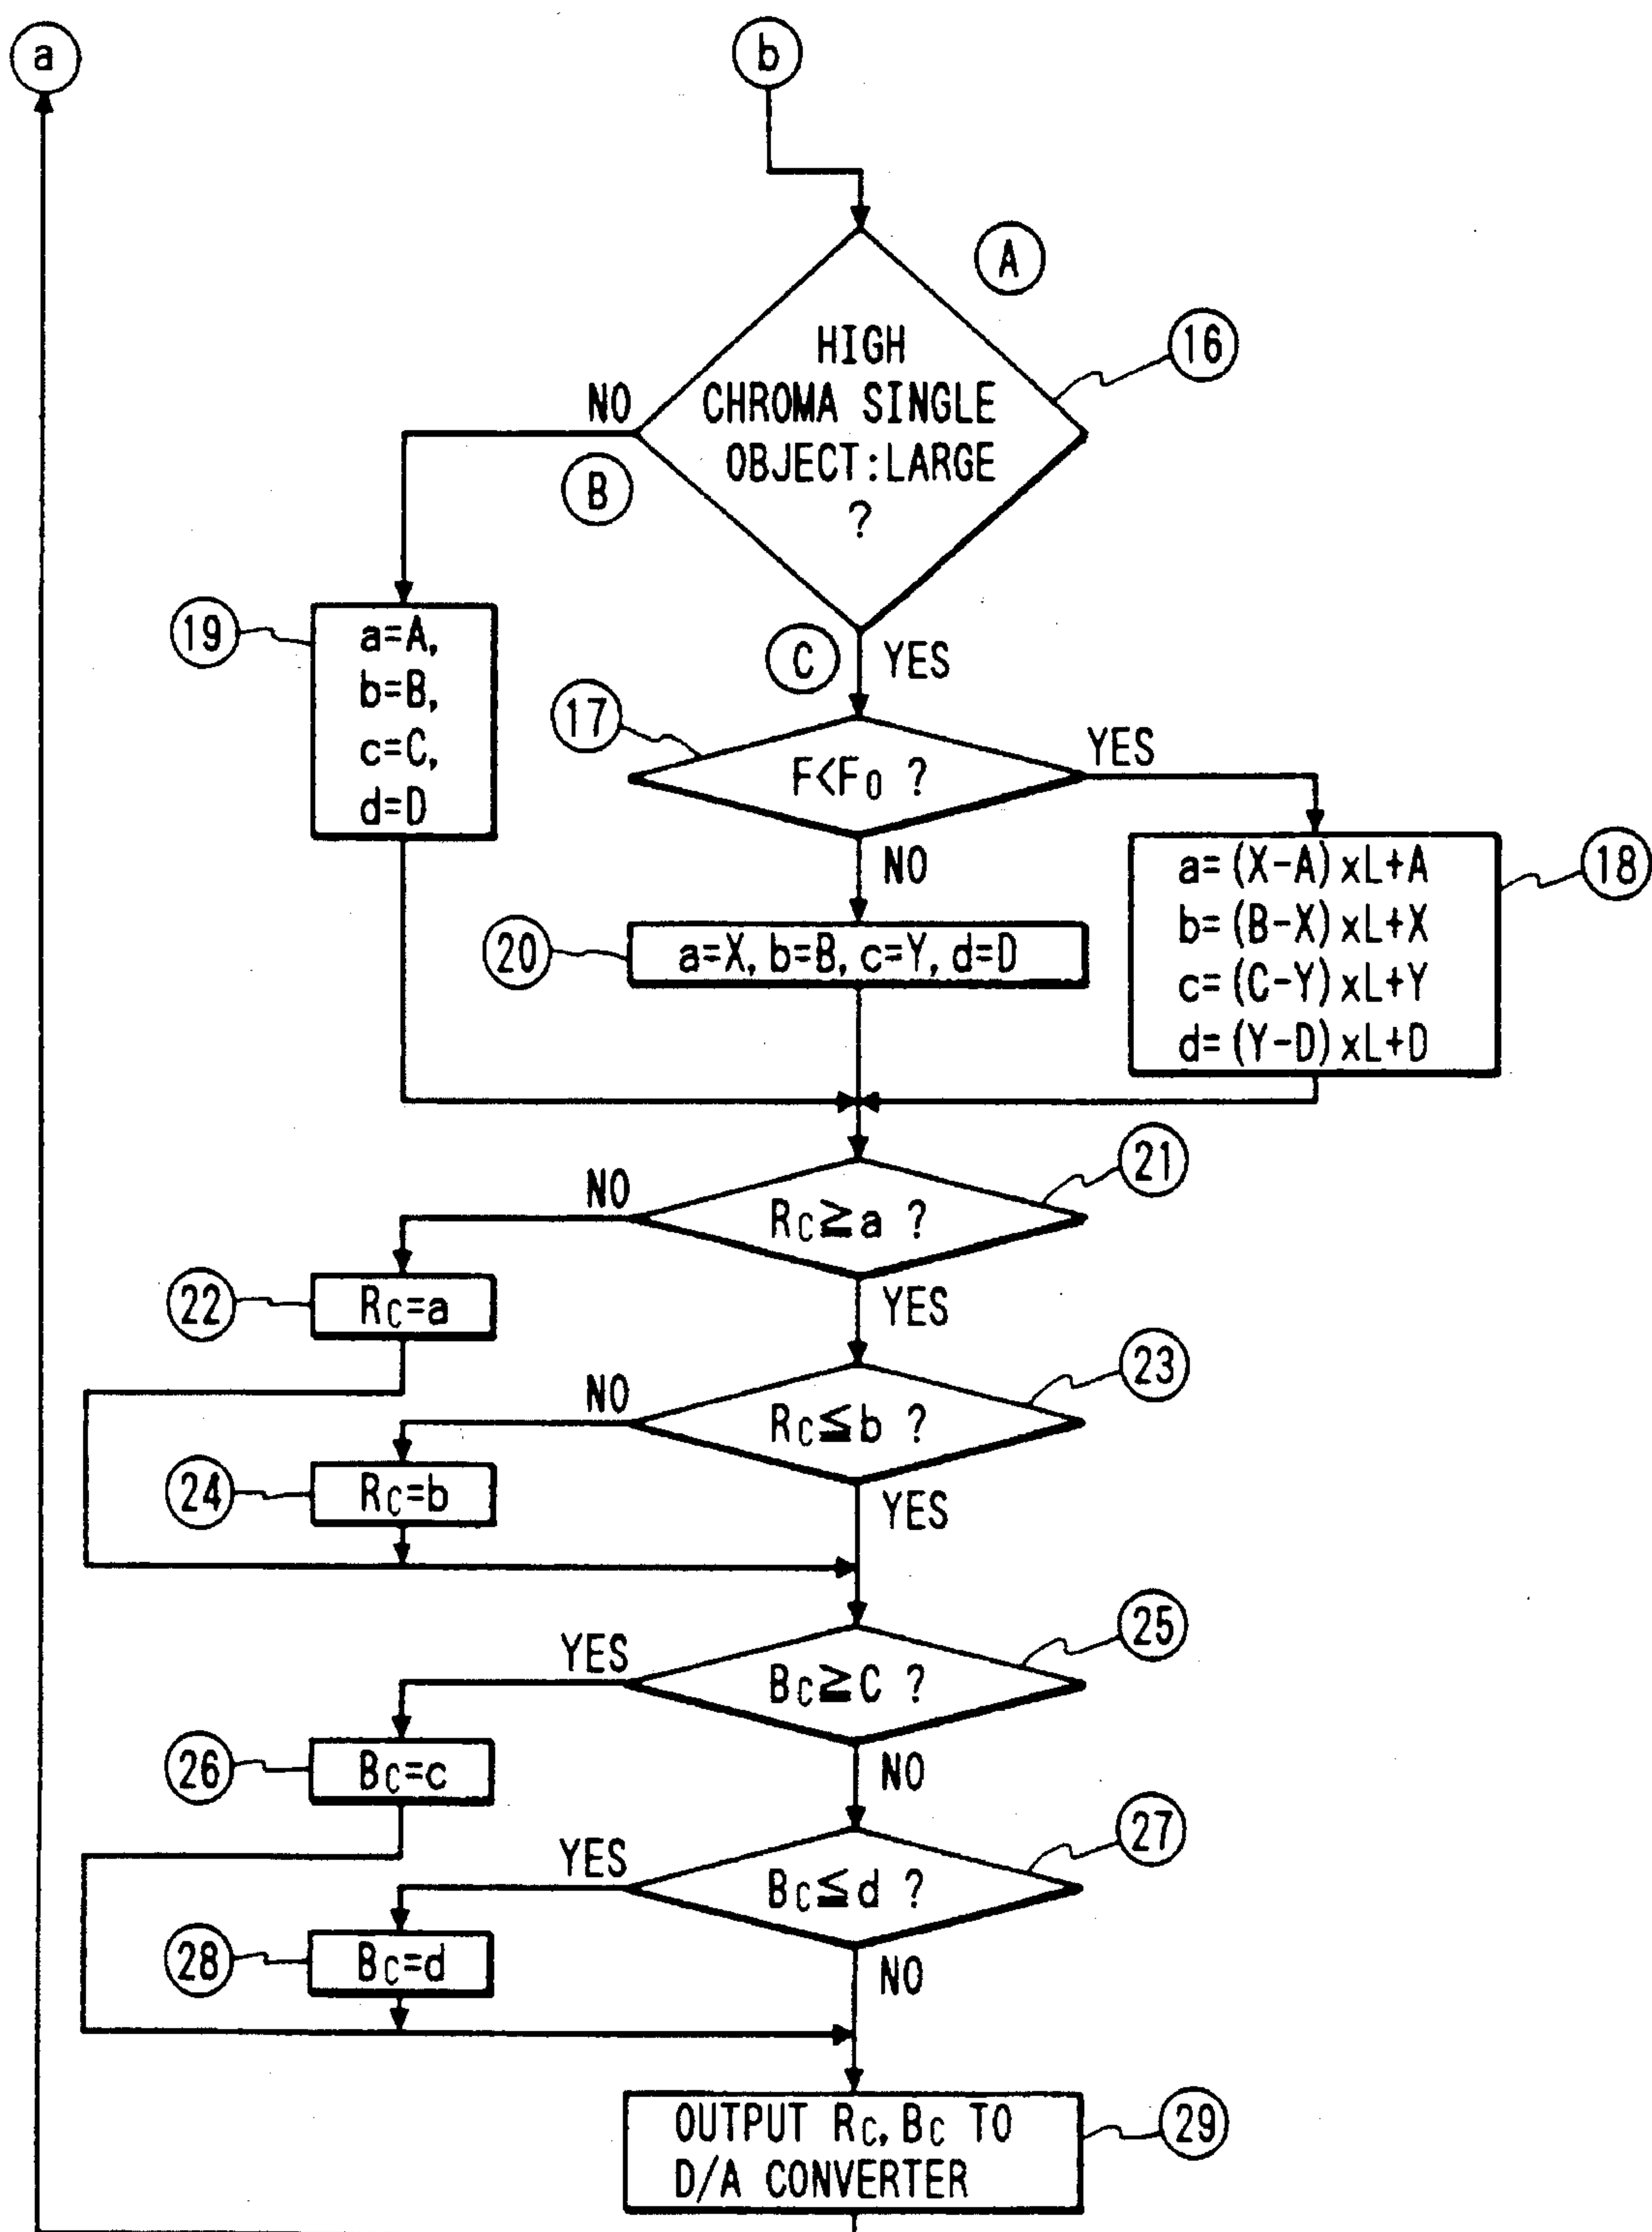 a
b
A
HIGH
CHROMA SINGLE
OBJECT:LARGE
?
16
NO
B
C
YES
19
a=A,
b=B,
c=C,
d=D
17
F<F0 ?
YES
NO
18
a=(X-A)xL+A
b=(B-X)xL+X
c=(C-Y)xL+Y
d=(Y-D)xL+D
20
a=X, b=B, c=Y, d=D
21
NO
RC≧a ?
YES
22
RC=a
23
NO
RC≦b ?
YES
24
RC=b
25
YES
BC≧C ?
NO
26
BC=c
27
YES
BC≦d ?
NO
28
BC=d
29
OUTPUT RC, BC TO
D/A CONVERTER